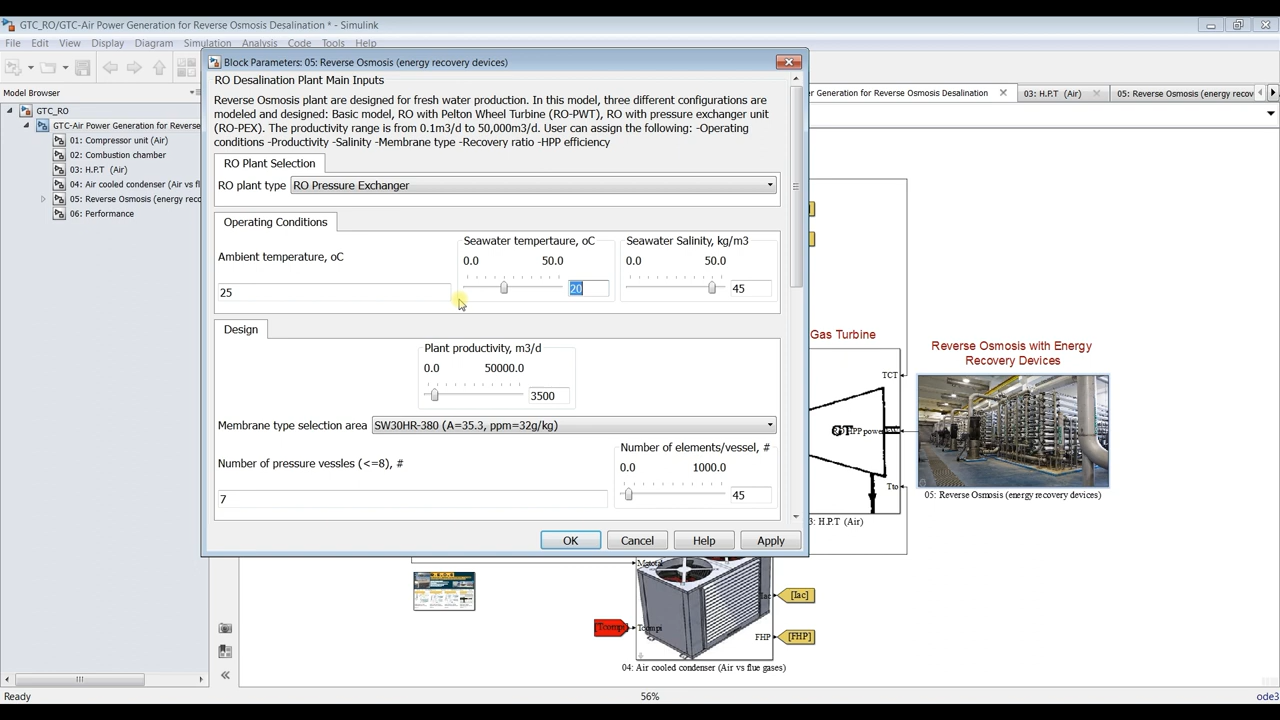 GTC_RO/GTC-Air Power Generation for Reverse Osmosis Desalination * - Simulink
File Edit View Display Diagram Simulation Analysis Code Tools Help
Model Browser
GTC_RO
GTC-Air Power Generation for Reverse
01: Compressor unit (Air)
02: Combustion chamber
03: H.P.T (Air)
04: Air cooled condenser (Air vs flu
05: Reverse Osmosis (energy reco
06: Performance
er Generation for Reverse Osmosis Desalination
03: H.P.T (Air)
05: Reverse Osmosis (energy recov
Block Parameters: 05: Reverse Osmosis (energy recovery devices)
RO Desalination Plant Main Inputs
Reverse Osmosis plant are designed for fresh water production. In this model, three different configurations are
modeled and designed: Basic model, RO with Pelton Wheel Turbine (RO-PWT), RO with pressure exchanger unit
(RO-PEX). The productivity range is from 0.1m3/d to 50,000m3/d. User can assign the following: -Operating
conditions -Productivity -Salinity -Membrane type -Recovery ratio -HPP efficiency
RO Plant Selection
RO plant type RO Pressure Exchanger
Operating Conditions
Ambient temperature, oC
25
Seawater tempertaure, oC
0.0 50.0
20
Seawater Salinity, kg/m3
0.0 50.0
45
Design
Plant productivity, m3/d
0.0 50000.0
3500
Membrane type selection area SW30HR-380 (A=35.3, ppm=32g/kg)
Number of pressure vessles (<=8), #
7
Number of elements/vessel, #
0.0 1000.0
45
OK Cancel Help Apply
Gas Turbine
TCT
GT
HPP powe
Tto
3: H.P.T (Air)
Reverse Osmosis with Energy
Recovery Devices
05: Reverse Osmosis (energy recovery devices)
Tcompi
[Iac]
FHP
[FHP]
04: Air cooled condenser (Air vs flue gases)
Ready
56%
ode3